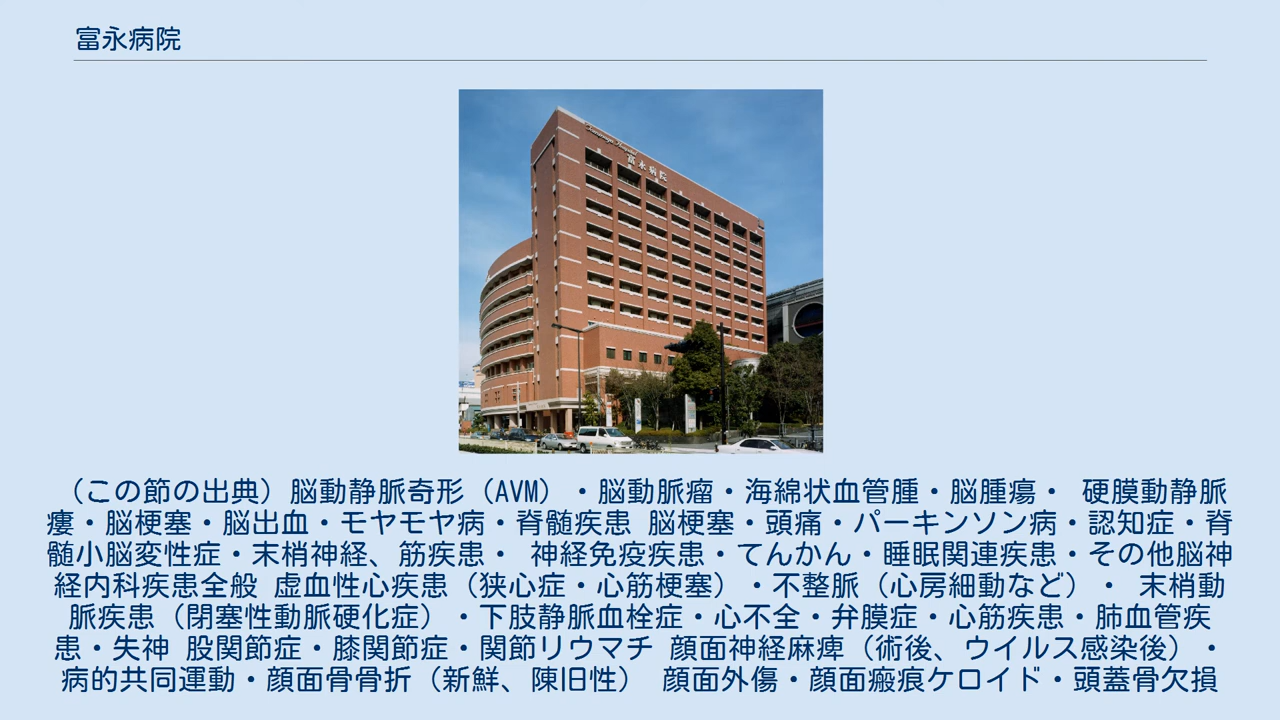 富永病院
富永病院
（この節の出典）脳動静脈奇形（AVM）・脳動脈瘤・海綿状血管腫・脳腫瘍・ 硬膜動静脈
瘻・脳梗塞・脳出血・モヤモヤ病・脊髄疾患 脳梗塞・頭痛・パーキンソン病・認知症・脊
髄小脳変性症・末梢神経、筋疾患・ 神経免疫疾患・てんかん・睡眠関連疾患・その他脳神
経内科疾患全般 虚血性心疾患（狭心症・心筋梗塞）・不整脈（心房細動など）・ 末梢動
脈疾患（閉塞性動脈硬化症）・下肢静脈血栓症・心不全・弁膜症・心筋疾患・肺血管疾
患・失神 股関節症・膝関節症・関節リウマチ 顔面神経麻痺（術後、ウイルス感染後）・
病的共同運動・顔面骨骨折（新鮮、陳旧性） 顔面外傷・顔面瘢痕ケロイド・頭蓋骨欠損